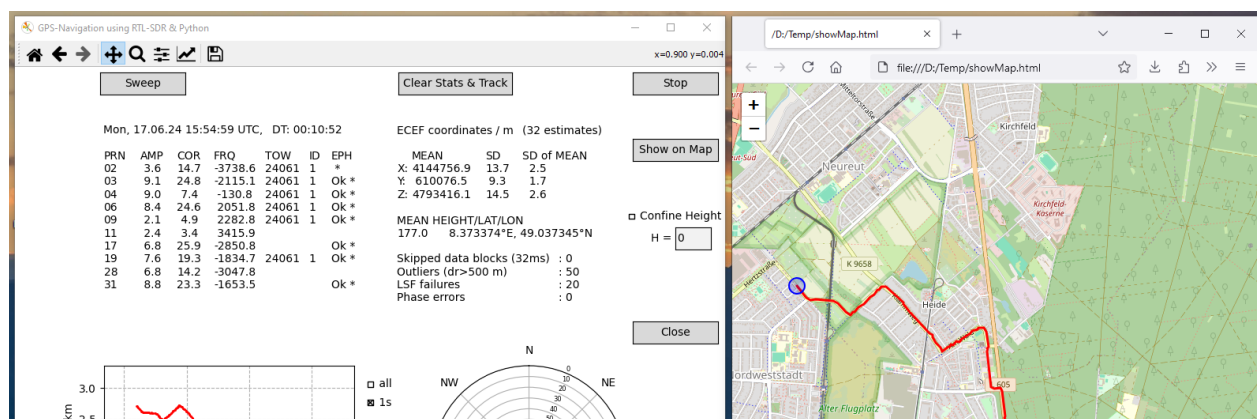 GPS-Navigation using RTL-SDR & Python
x=0.900 y=0.004
Sweep
Clear Stats & Track
Stop
Mon, 17.06.24 15:54:59 UTC, DT: 00:10:52
ECEF coordinates / m (32 estimates)
PRN AMP COR FRQ TOW ID EPH
02 3.6 14.7 -3738.6 24061 1 *
03 9.1 24.8 -2115.1 24061 1 Ok *
04 9.0 7.4 -130.8 24061 1 Ok *
06 8.4 24.6 2051.8 24061 1 Ok *
09 2.1 4.9 2282.8 24061 1 Ok *
11 2.4 3.4 3415.9
17 6.8 25.9 -2850.8 Ok *
19 7.6 19.3 -1834.7 24061 1 Ok *
28 6.8 14.2 -3047.8
31 8.8 23.3 -1653.5 Ok *
MEAN SD SD of MEAN
X: 4144756.9 13.7 2.5
Y: 610076.5 9.3 1.7
Z: 4793416.1 14.5 2.6
MEAN HEIGHT/LAT/LON
177.0 8.373374°E, 49.037345°N
Skipped data blocks (32ms) : 0
Outliers (dr>500 m) : 50
LSF failures : 20
Phase errors : 0
Show on Map
Confine Height
H = 0
Close
3.0
2.5
km
all
1s
N
NW
NE
0
10
20
30
40
50
/D:/Temp/showMap.html
file:///D:/Temp/showMap.html
+
−
Neureut
Kirchfeld
Kirchfeld-
Kaserne
K 9658
Hertzstraße
Heide
605
Nordweststadt
Alter Flugplatz